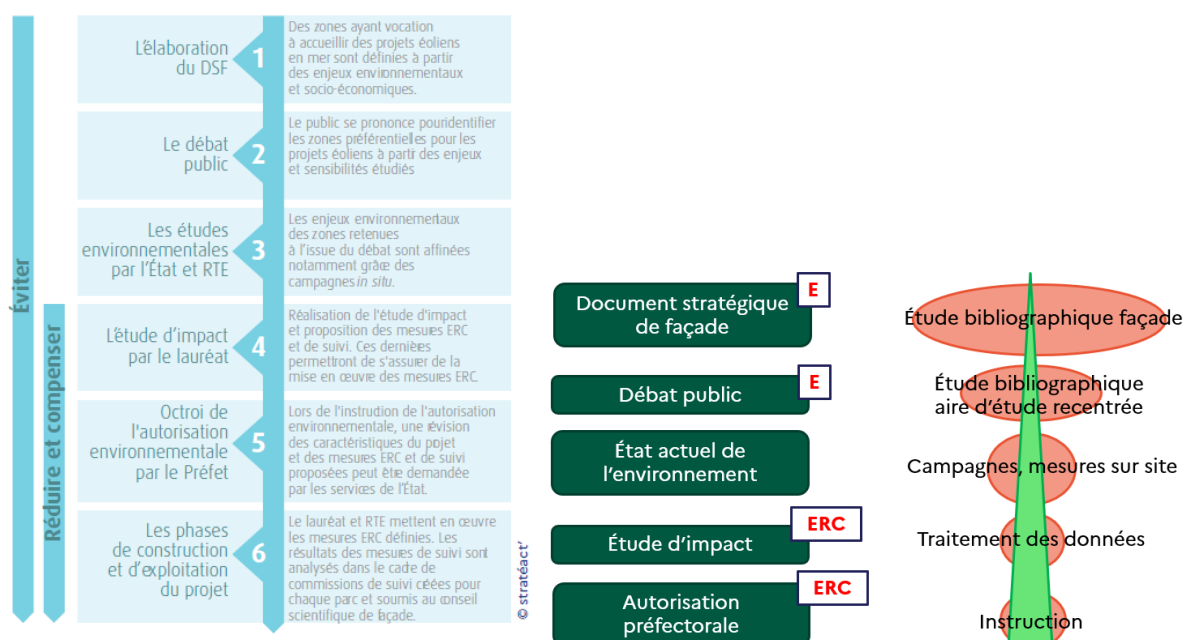 Éviter
Réduire et compenser
L'élaboration
du DSF
1
Des zones ayant vocation
à accueillir des projets éoliens
en mer sont définies à partir
des enjeux environnementaux
et socio-économiques.
Le débat
public
2
Le public se prononce pouridentifier
les zones préférentielles pour les
projets éoliens à partir des enjeux
et sensibilités étudiés
Les études
environnementales
par l'État et RTE
3
Les enjeux environnementaux
des zones retenues
à l'issue du débat sont affinées
notamment grâce des
campagnes in situ.
L'étude d'impact
par le lauréat
4
Réalisation de l'étude d'impact
et proposition des mesures ERC
et de suivi. Ces dernières
permettront de s'assurer de la
mise en œuvre des mesures ERC.
Octroi de
l'autorisation
environnementale
par le Préfet
5
Lors de l'instruction de l'autorisation
environnementale, une révision
des caractéristiques du projet
et des mesures ERC et de suivi
proposées peut être demandée
par les services de l'État.
Les phases
de construction
et d'exploitation
du projet
6
Le lauréat et RTE mettent en œuvre
les mesures ERC définies. Les
résultats des mesures de suivi sont
analysés dans le cadre de
commissions de suivi créées pour
chaque parc et soumis au conseil
scientifique de façade.
© stratéact'
Document stratégique
de façade
E
Débat public
E
État actuel de
l'environnement
Étude d'impact
ERC
Autorisation
préfectorale
ERC
Étude bibliographique façade
Étude bibliographique
aire d'étude recentrée
Campagnes, mesures sur site
Traitement des données
Instruction